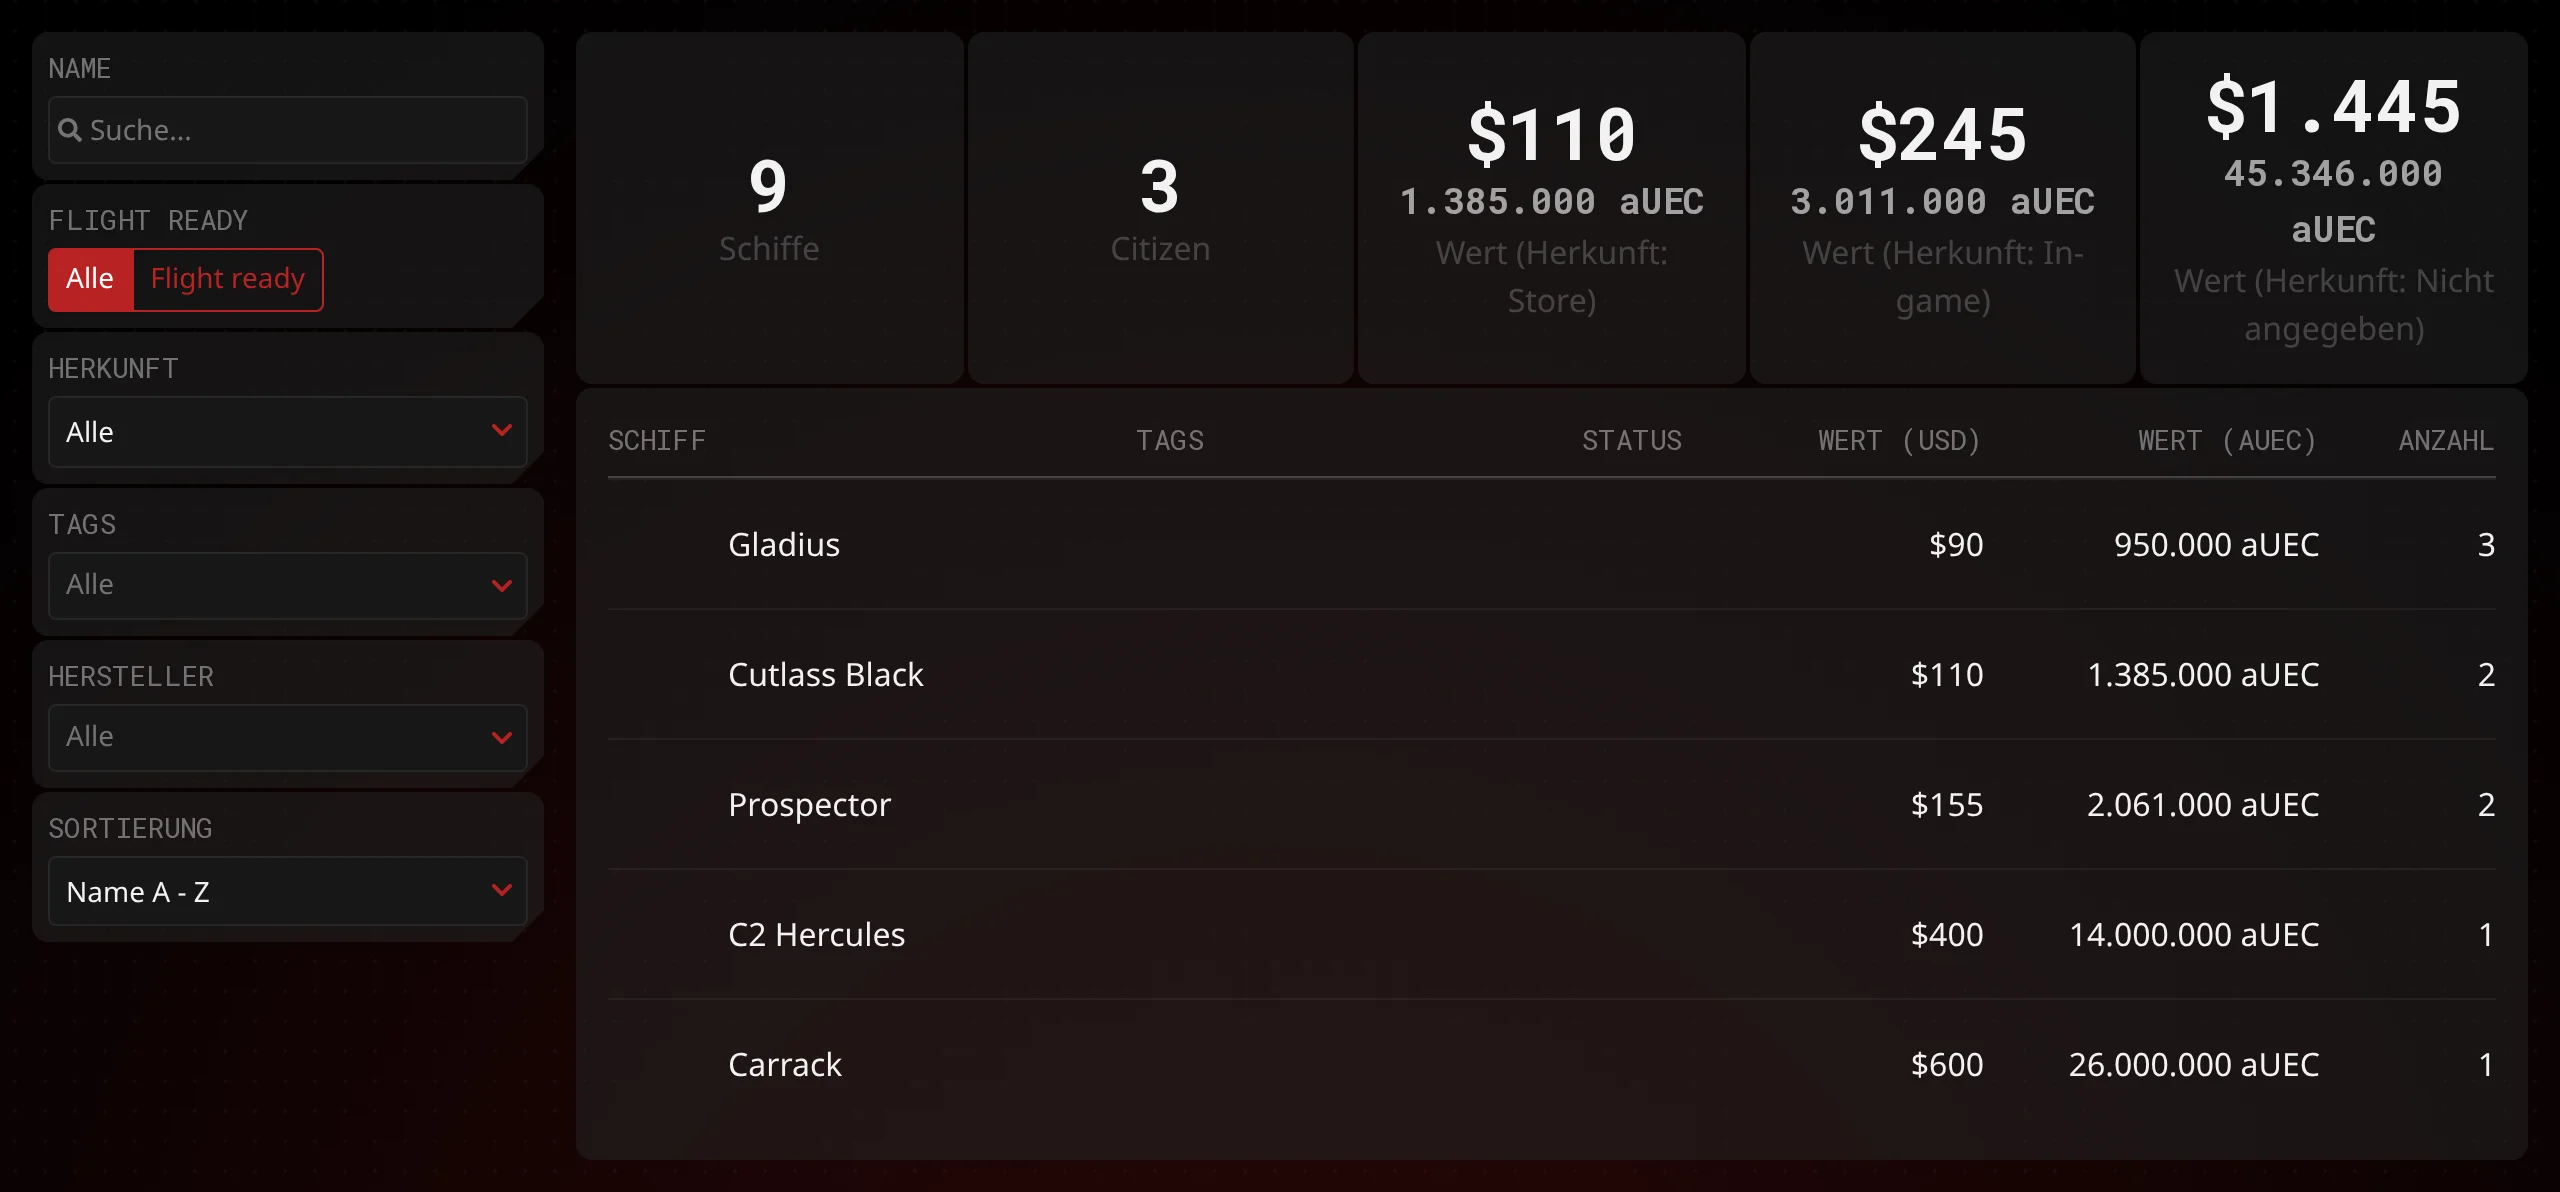 NAME
Suche...
FLIGHT READY
Alle Flight ready
HERKUNFT
Alle
TAGS
Alle
HERSTELLER
Alle
SORTIERUNG
Name A - Z
9
Schiffe
3
Citizen
$110
1.385.000 aUEC
Wert (Herkunft:
Store)
$245
3.011.000 aUEC
Wert (Herkunft: In-
game)
$1.445
45.346.000
aUEC
Wert (Herkunft: Nicht
angegeben)
SCHIFF TAGS STATUS WERT (USD) WERT (AUEC) ANZAHL
Gladius $90 950.000 aUEC 3
Cutlass Black $110 1.385.000 aUEC 2
Prospector $155 2.061.000 aUEC 2
C2 Hercules $400 14.000.000 aUEC 1
Carrack $600 26.000.000 aUEC 1